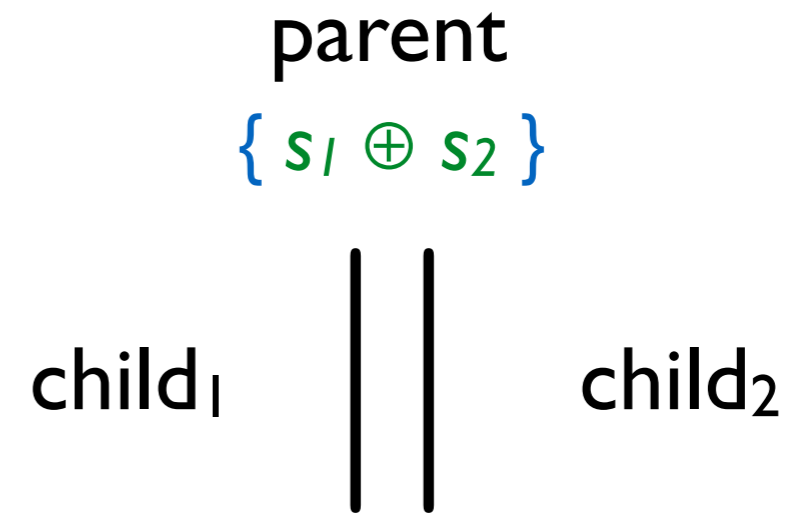 parent
{ s₁ ⊕ s₂ }
child₁ child₂